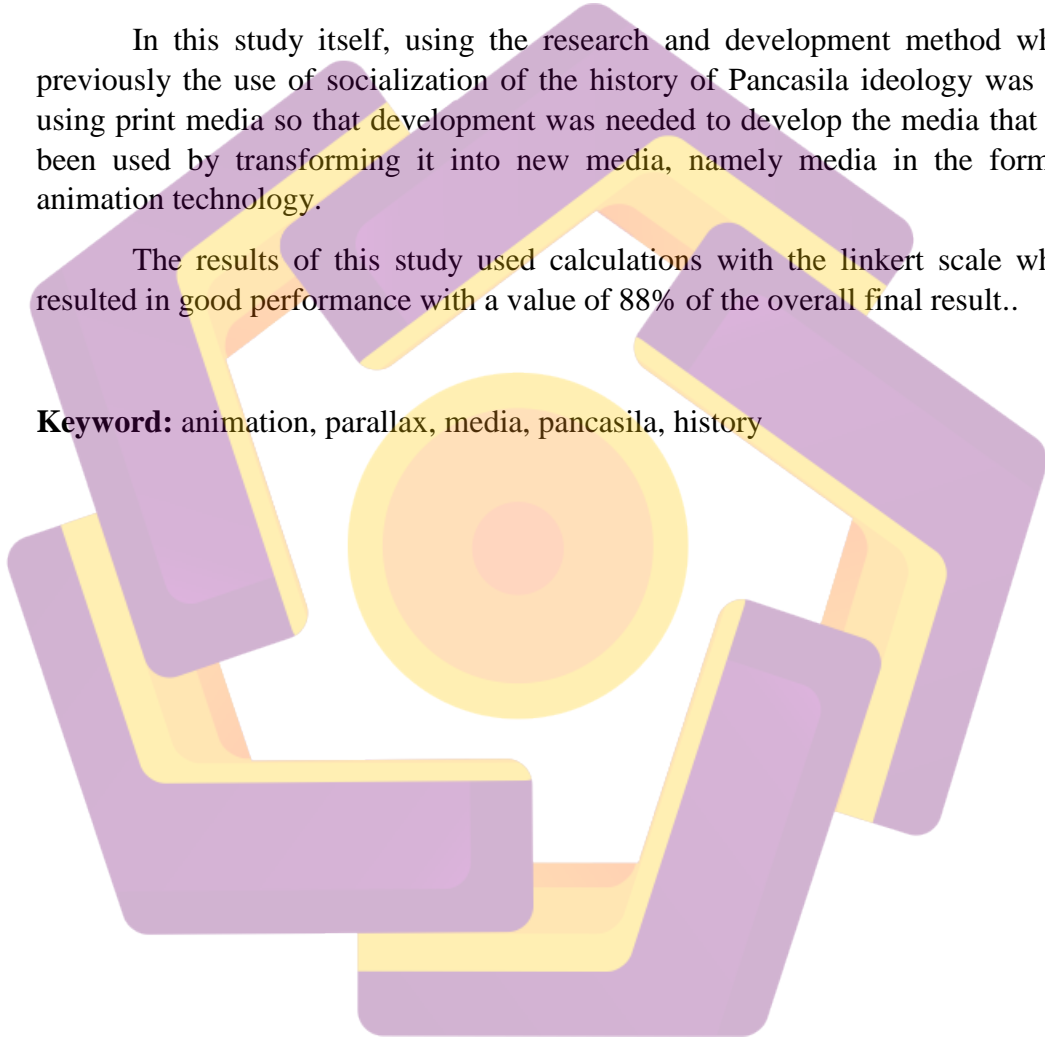 In this study itself, using the research and development method wh
previously the use of socialization of the history of Pancasila ideology was
using print media so that development was needed to develop the media that
been used by transforming it into new media, namely media in the form
animation technology.
The results of this study used calculations with the linkert scale wh
resulted in good performance with a value of 88% of the overall final result..
Keyword: animation, parallax, media, pancasila, history